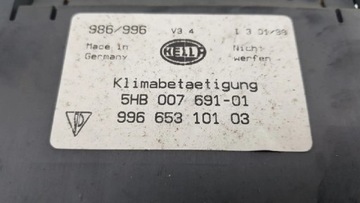 986/996 V3 4 L 3 01/99
Made in Germany HELLA Nicht werfen
Klimabetaetigung
5HB 007 691-01
996 653 101 03